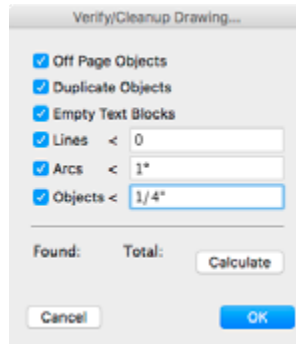 Verify/Cleanup Drawing...
Off Page Objects
Duplicate Objects
Empty Text Blocks
Lines < 0
Arcs < 1°
Objects < 1/4"
Found: Total: Calculate
Cancel OK